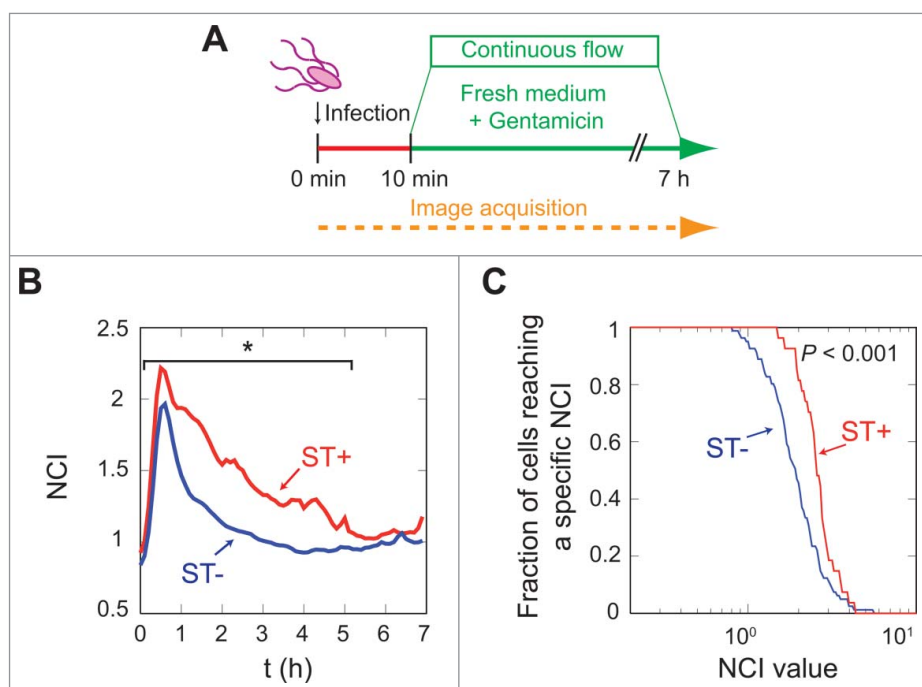 A
Continuous flow
Fresh medium
+ Gentamicin
↓Infection
0 min
10 min
7 h
Image acquisition
B
NCI
2.5
2
1.5
1
0.5
*
ST+
ST-
0 1 2 3 4 5 6 7
t (h)
C
Fraction of cells reaching
a specific NCI
1
0.8
0.6
0.4
0.2
0
P < 0.001
ST-
ST+
10⁰
10¹
NCI value